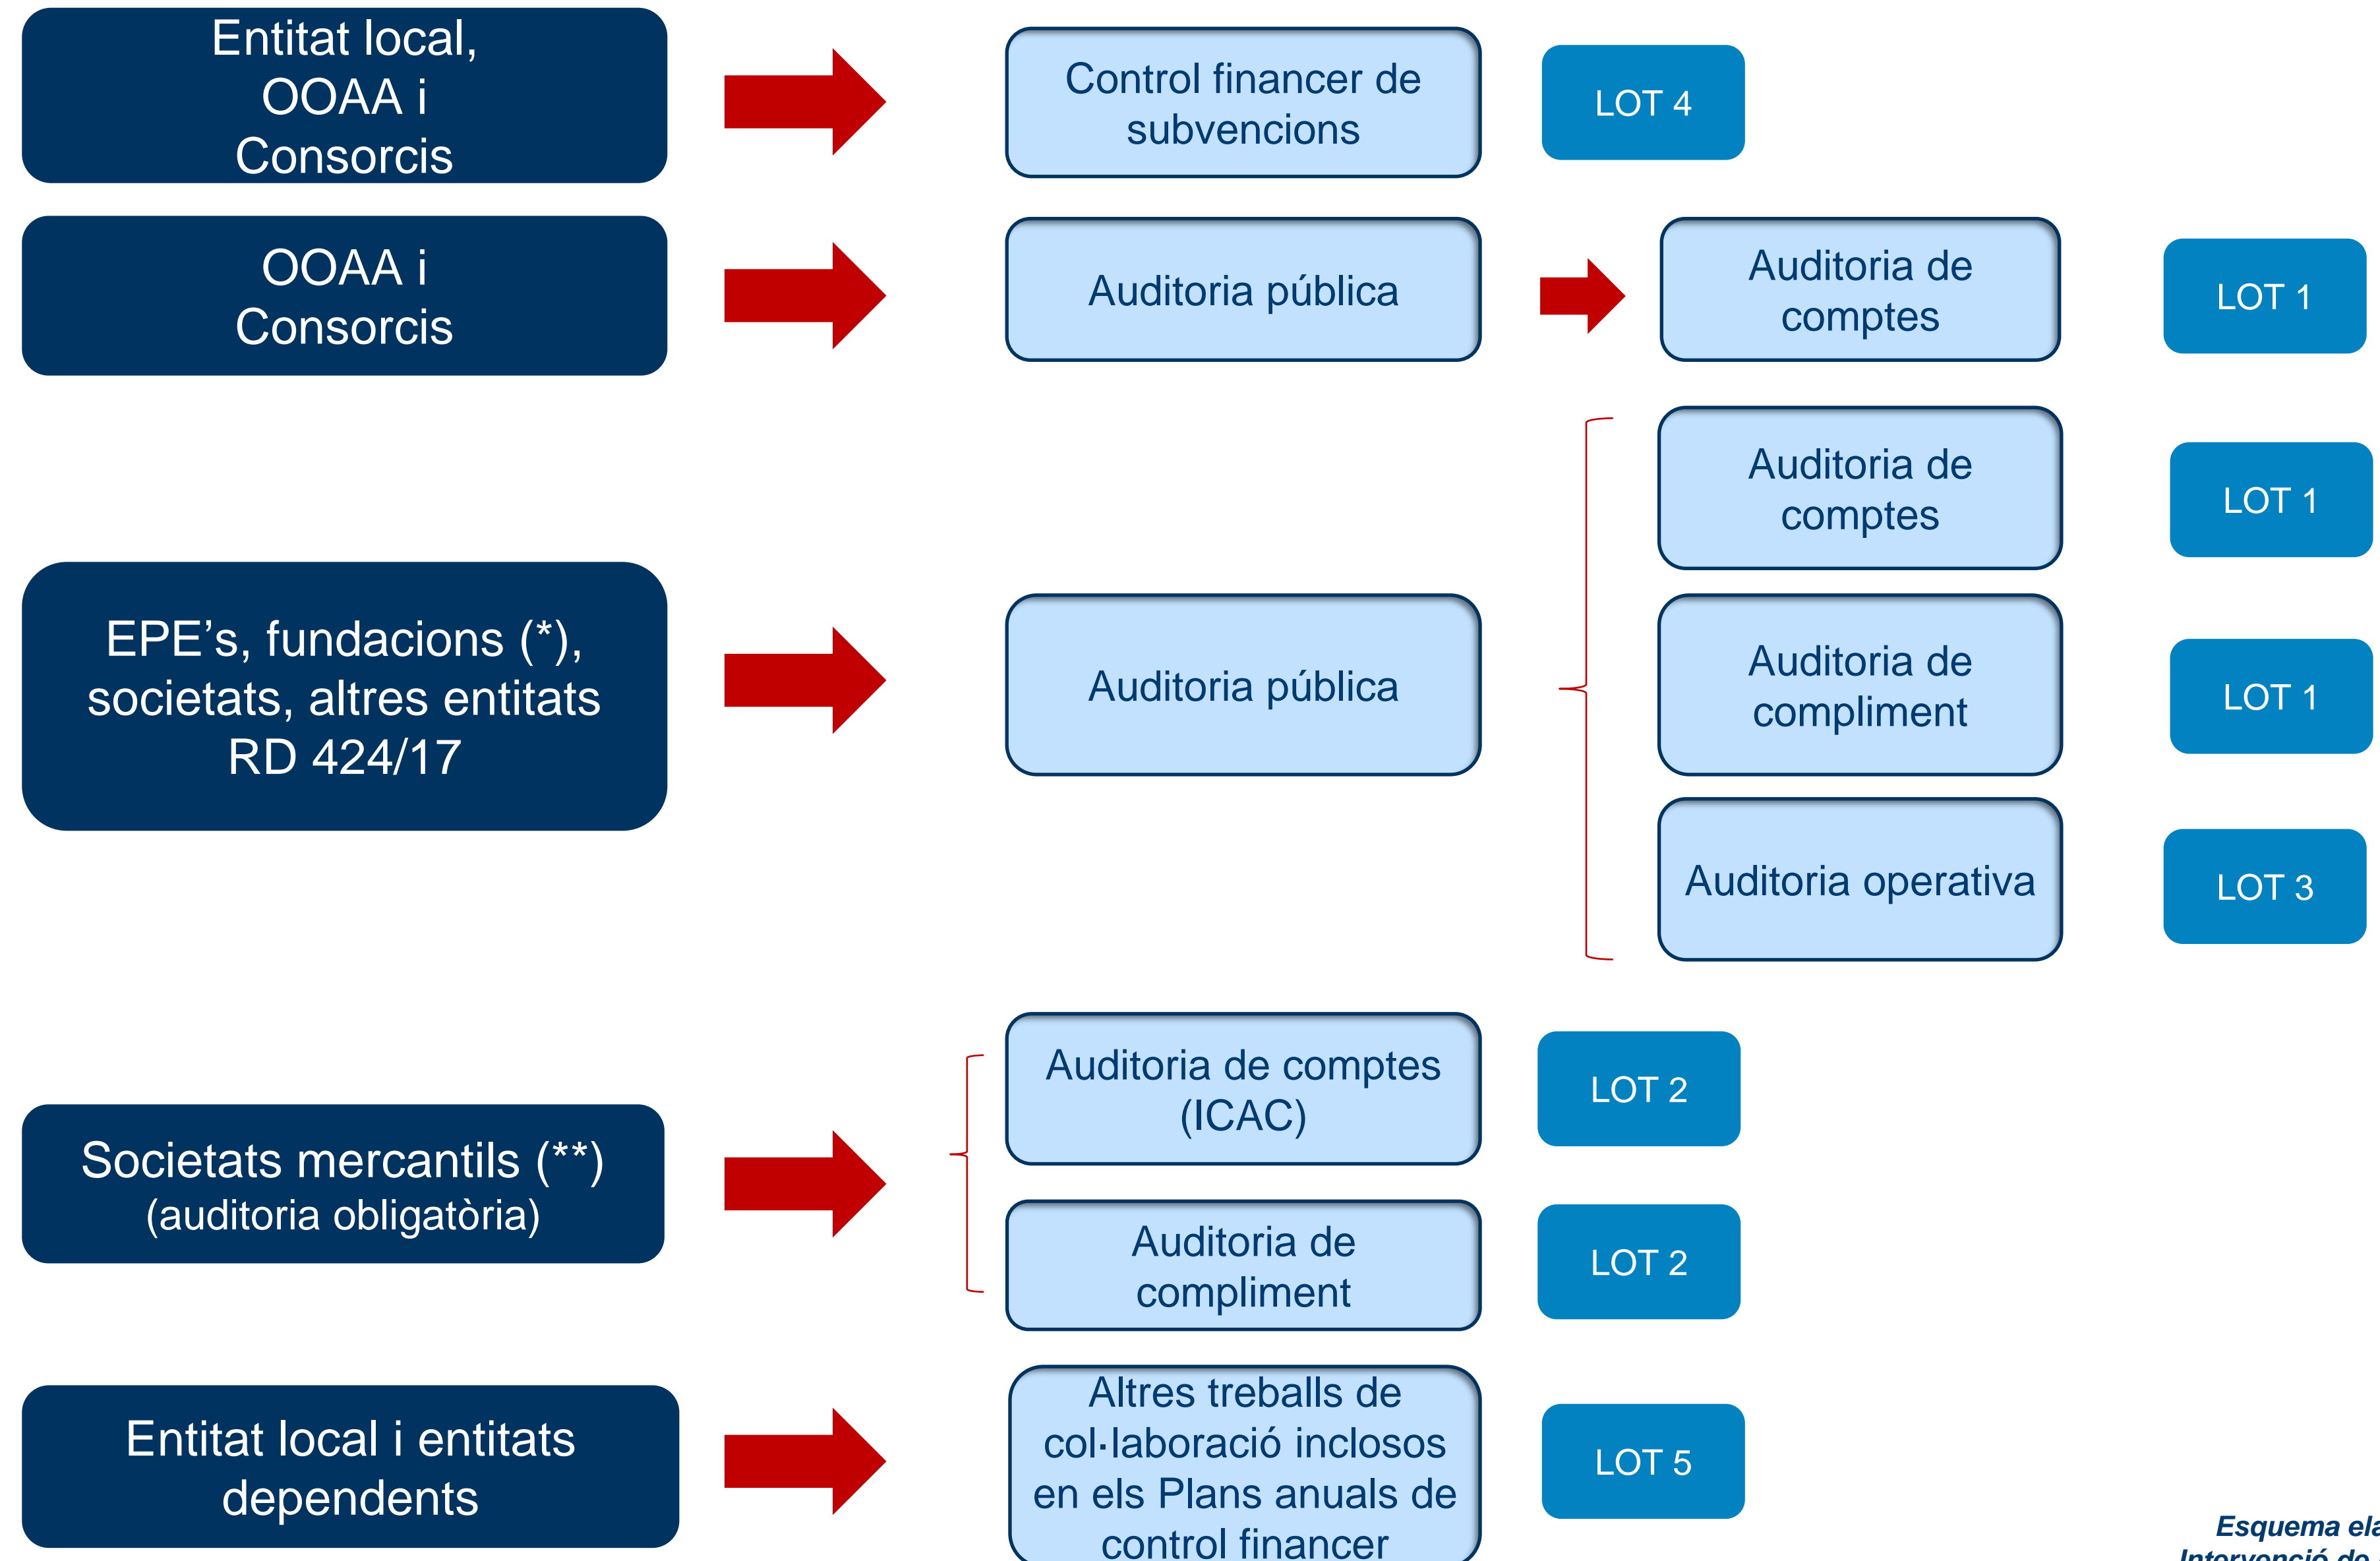 Entitat local,
OOAA i
Consorcis
Control financer de
subvencions
LOT 4
OOAA i
Consorcis
Auditoria pública
Auditoria de
comptes
LOT 1
EPE’s, fundacions (*),
societats, altres entitats
RD 424/17
Auditoria pública
Auditoria de
comptes
LOT 1
Auditoria de
compliment
LOT 1
Auditoria operativa
LOT 3
Societats mercantils (**)
(auditoria obligatòria)
Auditoria de comptes
(ICAC)
LOT 2
Auditoria de
compliment
LOT 2
Entitat local i entitats
dependents
Altres treballs de
col·laboració inclosos
en els Plans anuals de
control financer
LOT 5
Esquema
Intervenció de